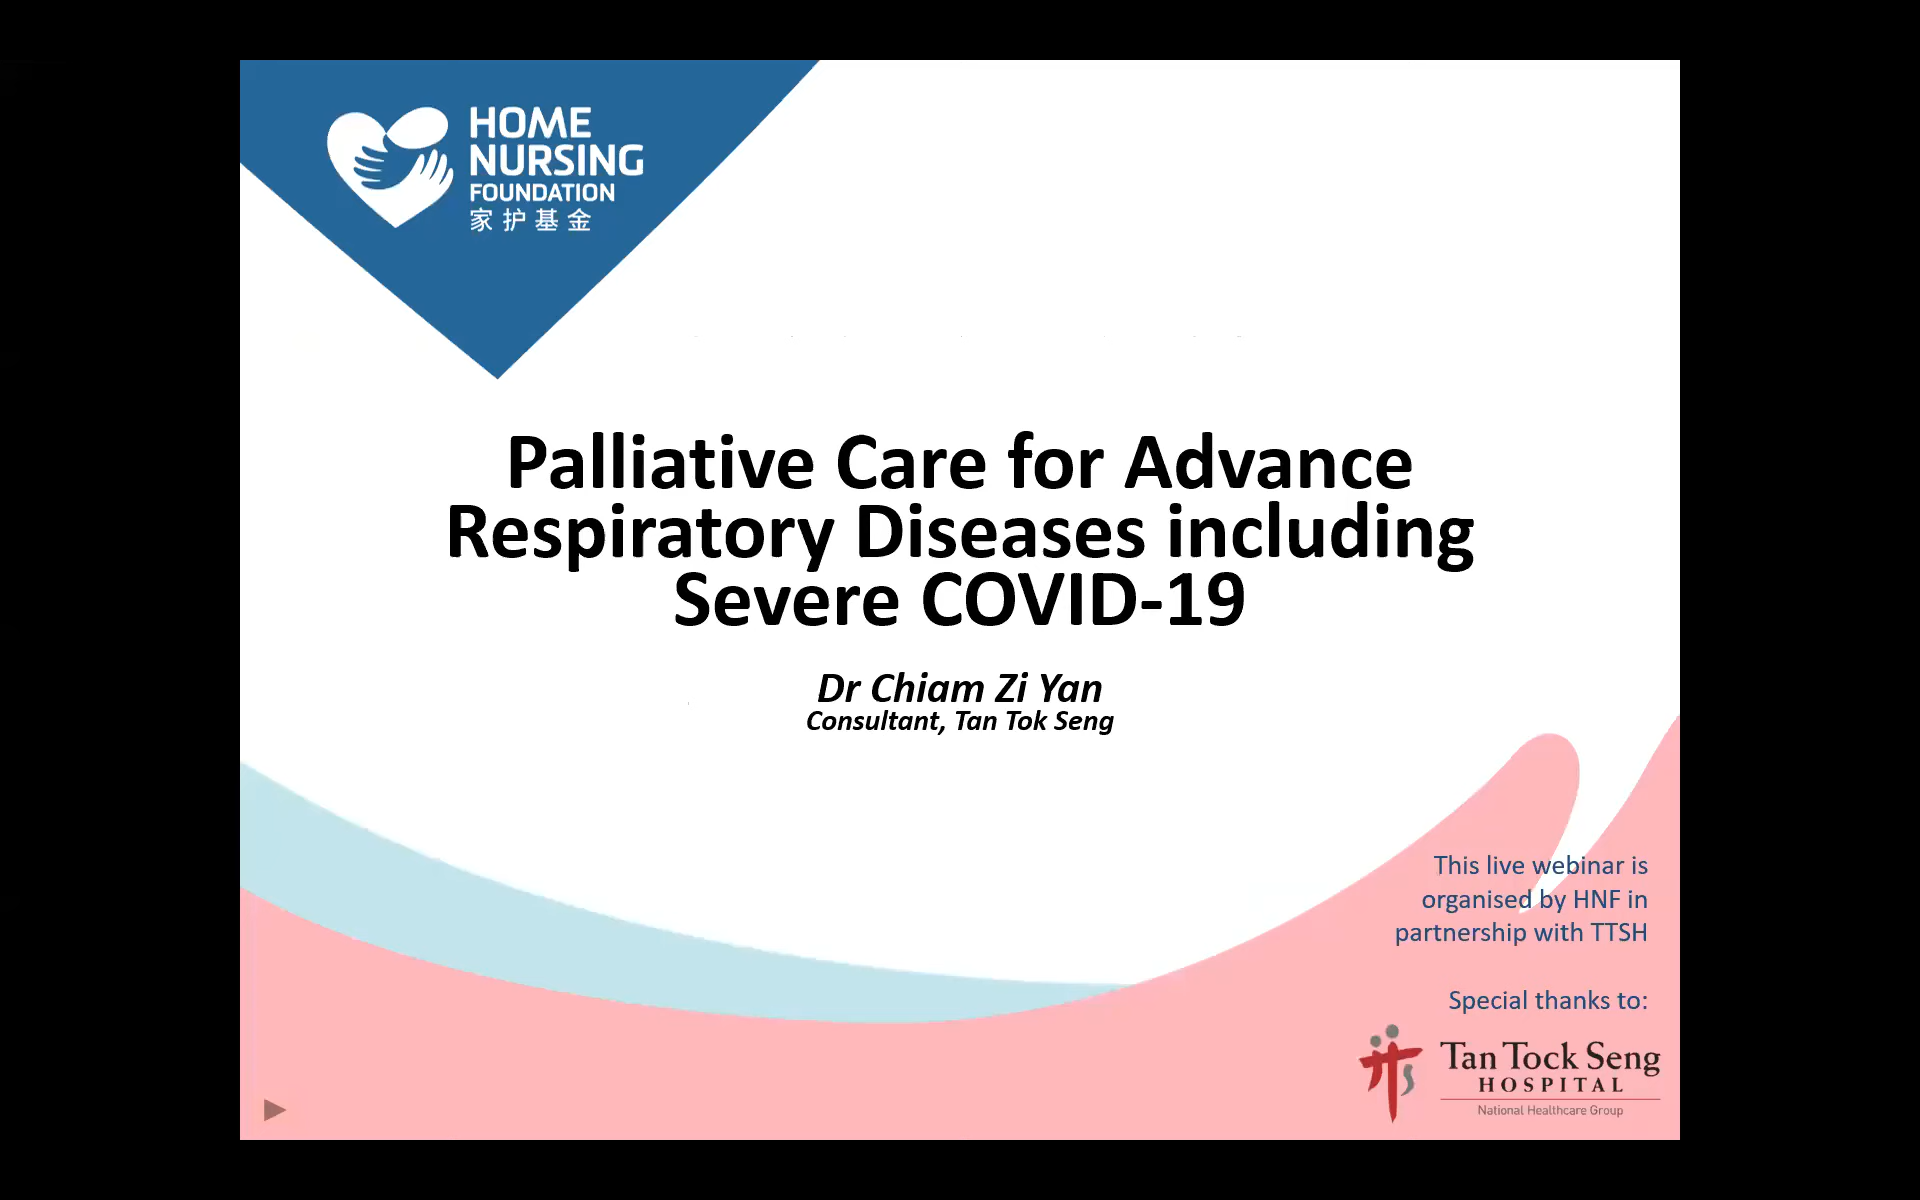 HOME
NURSING
FOUNDATION
家护基金
Palliative Care for Advance
Respiratory Diseases including
Severe COVID-19
Dr Chiam Zi Yan
Consultant, Tan Tok Seng
This live webinar is
organised by HNF in
partnership with TTSH
Special thanks to:
Tan Tock Seng
HOSPITAL
National Healthcare Group